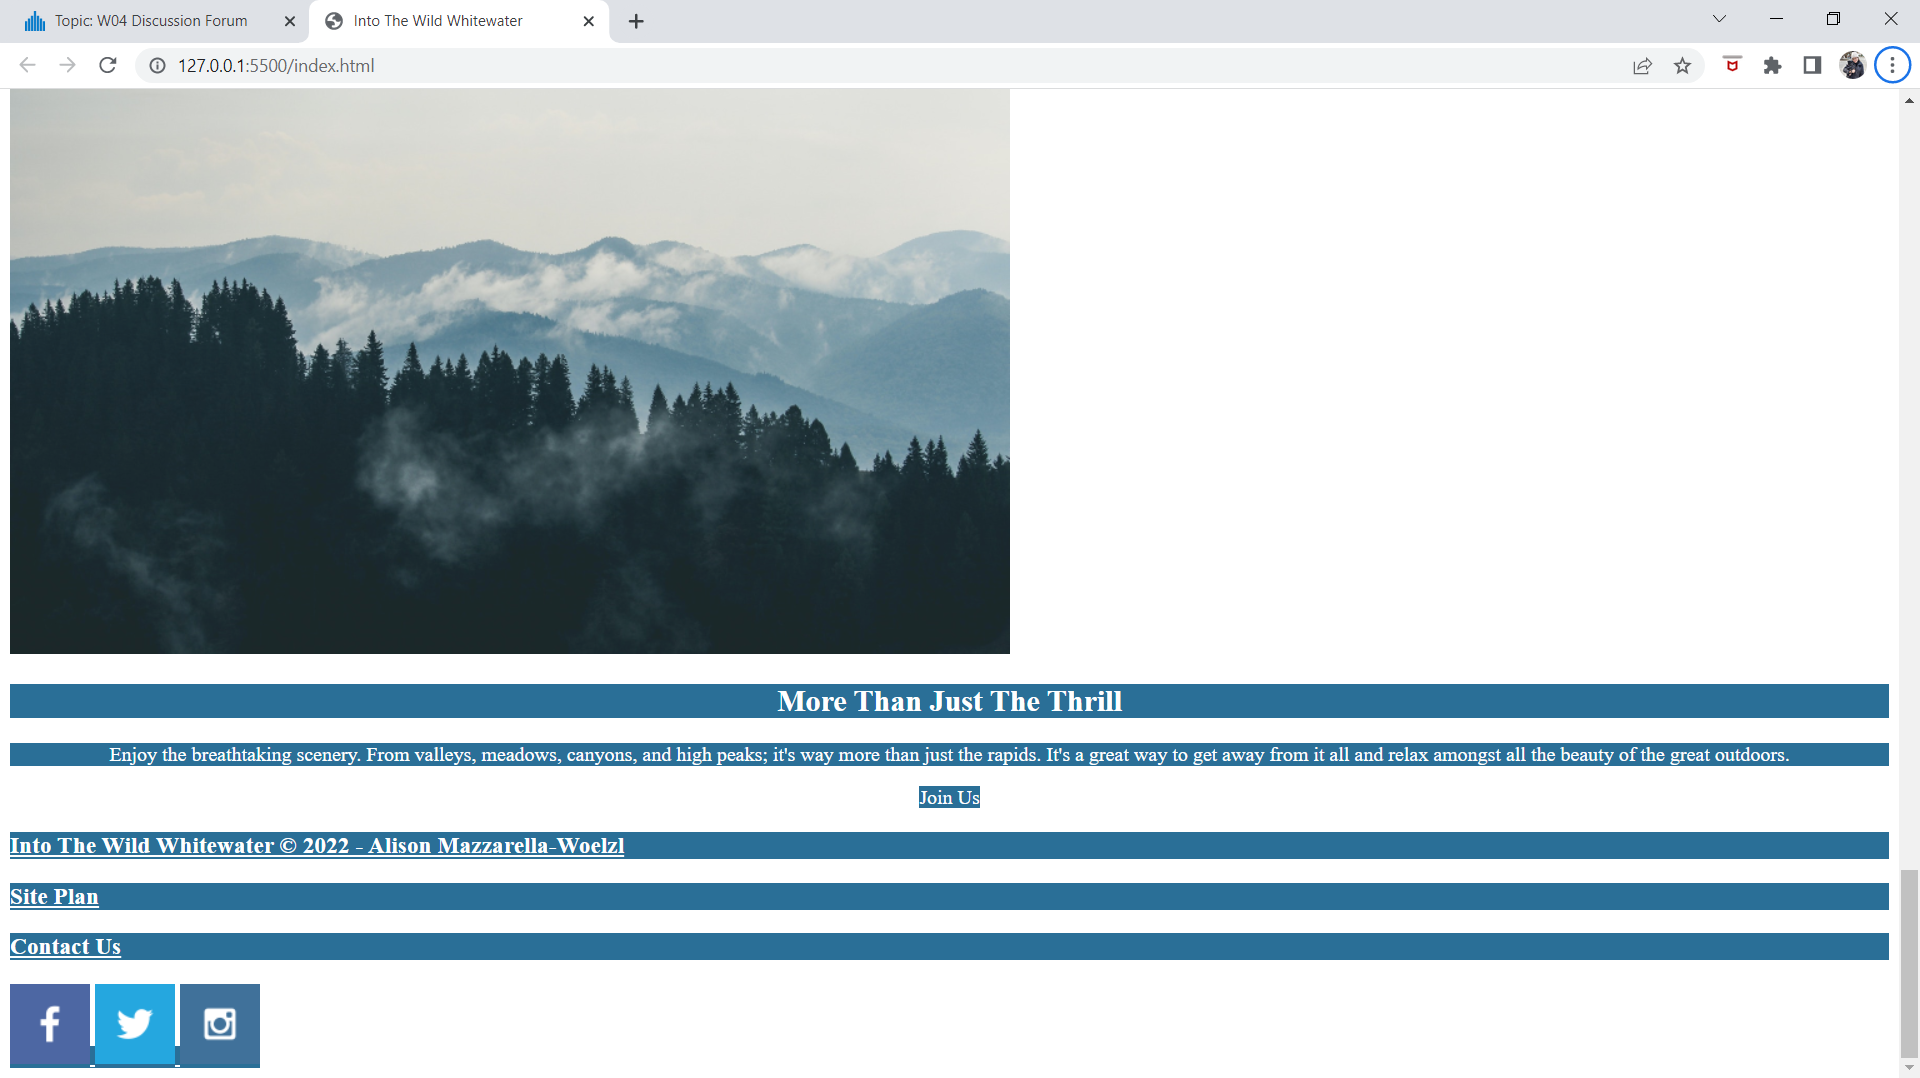 Topic: W04 Discussion Forum
Into The Wild Whitewater
127.0.0.1:5500/index.html
More Than Just The Thrill
Enjoy the breathtaking scenery. From valleys, meadows, canyons, and high peaks; it's way more than just the rapids. It's a great way to get away from it all and relax amongst all the beauty of the great outdoors.
Join Us
Into The Wild Whitewater © 2022 - Alison Mazzarella-Woelzl
Site Plan
Contact Us